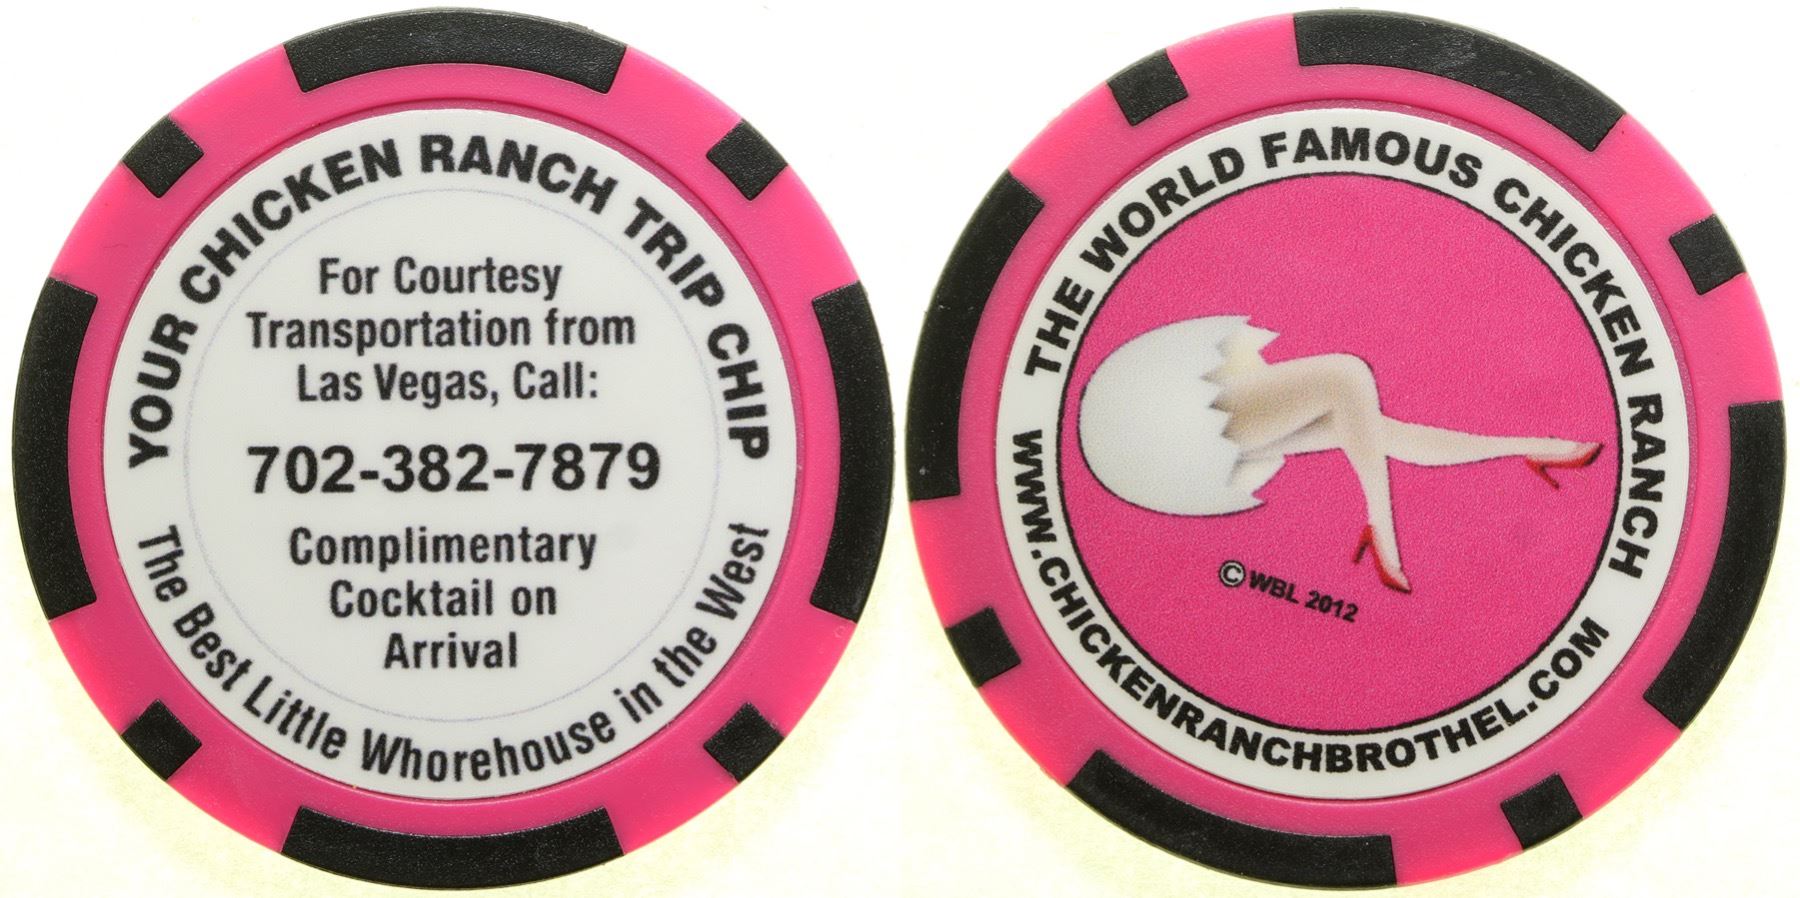 YOUR CHICKEN RANCH TRIP CHIP
For Courtesy
Transportation from
Las Vegas, Call:
702-382-7879
Complimentary
Cocktail on
Arrival
The Best Little Whorehouse in the West
THE WORLD FAMOUS CHICKEN RANCH
© WBL 2012
WWW.CHICKENRANCHBROTHEL.COM